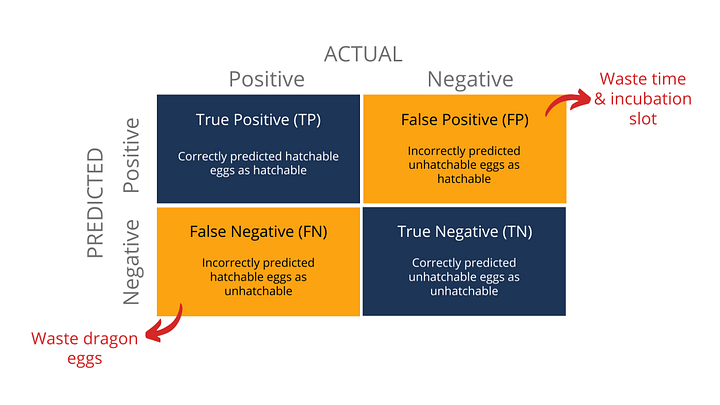 ACTUAL
Positive
Negative
PREDICTED
Positive
Negative
True Positive (TP)
Correctly predicted hatchable
eggs as hatchable
False Positive (FP)
Incorrectly predicted
unhatchable eggs as
hatchable
Waste time
& incubation
slot
False Negative (FN)
Incorrectly predicted
hatchable eggs as
unhatchable
True Negative (TN)
Correctly predicted
unhatchable eggs as
unhatchable
Waste dragon
eggs